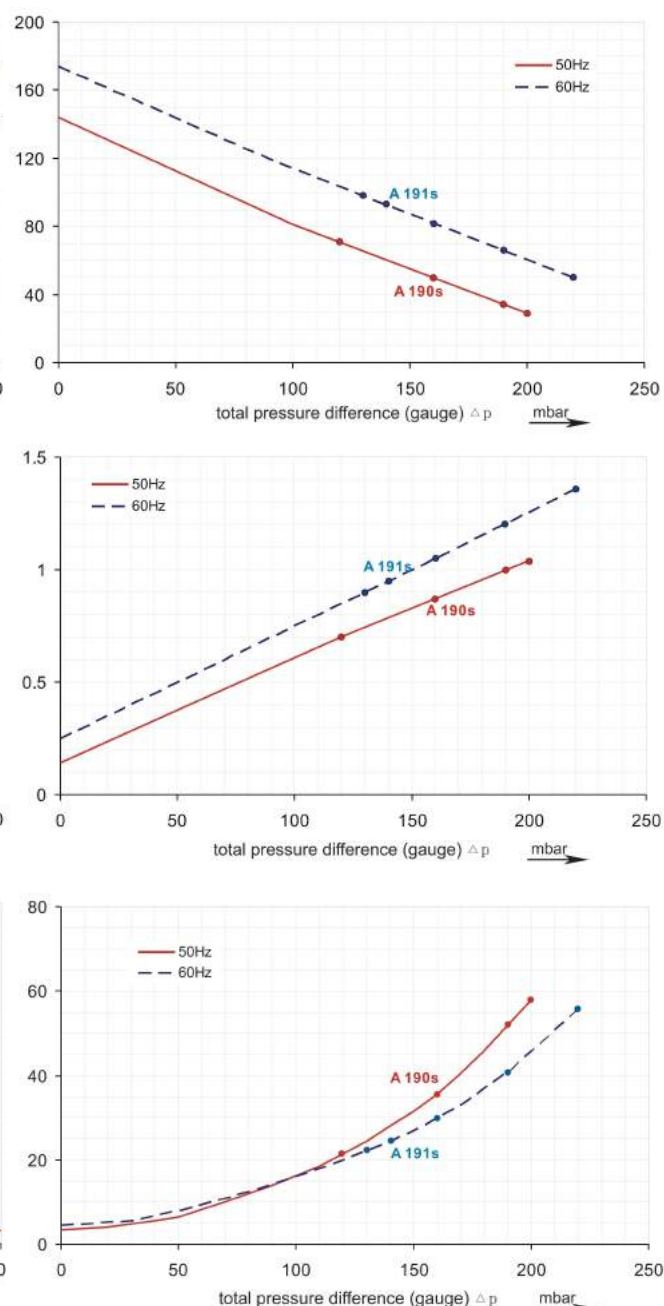 200
50Hz
160
60Hz
120
A 191s
80
A 190s
40
0
0 50 100 150 200 250
total pressure difference (gauge) △p mbar
1.5
50Hz
60Hz
1
A 191s
A 190s
0.5
0
0 50 100 150 200 250
total pressure difference (gauge) △p mbar
80
50Hz
60Hz
60
A 190s
40
A 191s
20
0
0 50 100 150 200 250
total pressure difference (gauge) △p mbar